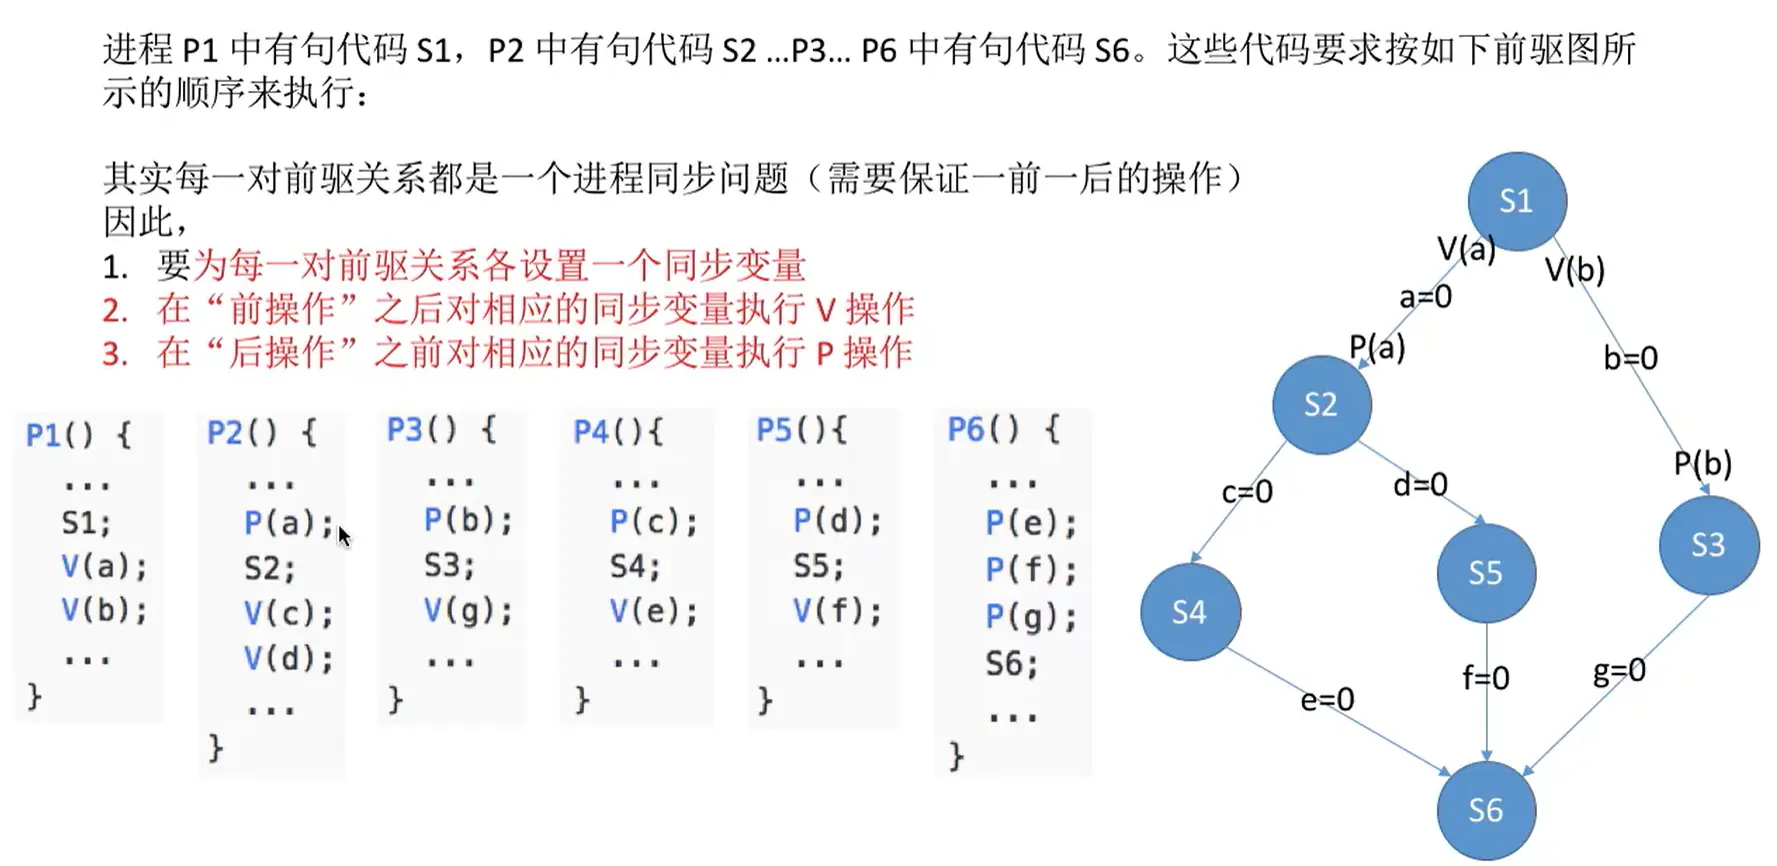 进程 P1 中有句代码 S1，P2 中有句代码 S2 ...P3... P6 中有句代码 S6。这些代码要求按如下前驱图所
示的顺序来执行：
其实每一对前驱关系都是一个进程同步问题（需要保证一前一后的操作）
因此，
1. 要为每一对前驱关系各设置一个同步变量
2. 在“前操作”之后对相应的同步变量执行 V 操作
3. 在“后操作”之前对相应的同步变量执行 P 操作
P1() {
...
S1;
V(a);
V(b);
...
}
P2() {
...
P(a);
S2;
V(c);
V(d);
...
}
P3() {
...
P(b);
S3;
V(g);
...
}
P4(){
...
P(c);
S4;
V(e);
...
}
P5(){
...
P(d);
S5;
V(f);
...
}
P6() {
...
P(e);
P(f);
P(g);
S6;
...
}
S1
V(a)
V(b)
a=0
P(a)
b=0
S2
P(b)
c=0
d=0
S3
S5
S4
f=0
g=0
e=0
S6